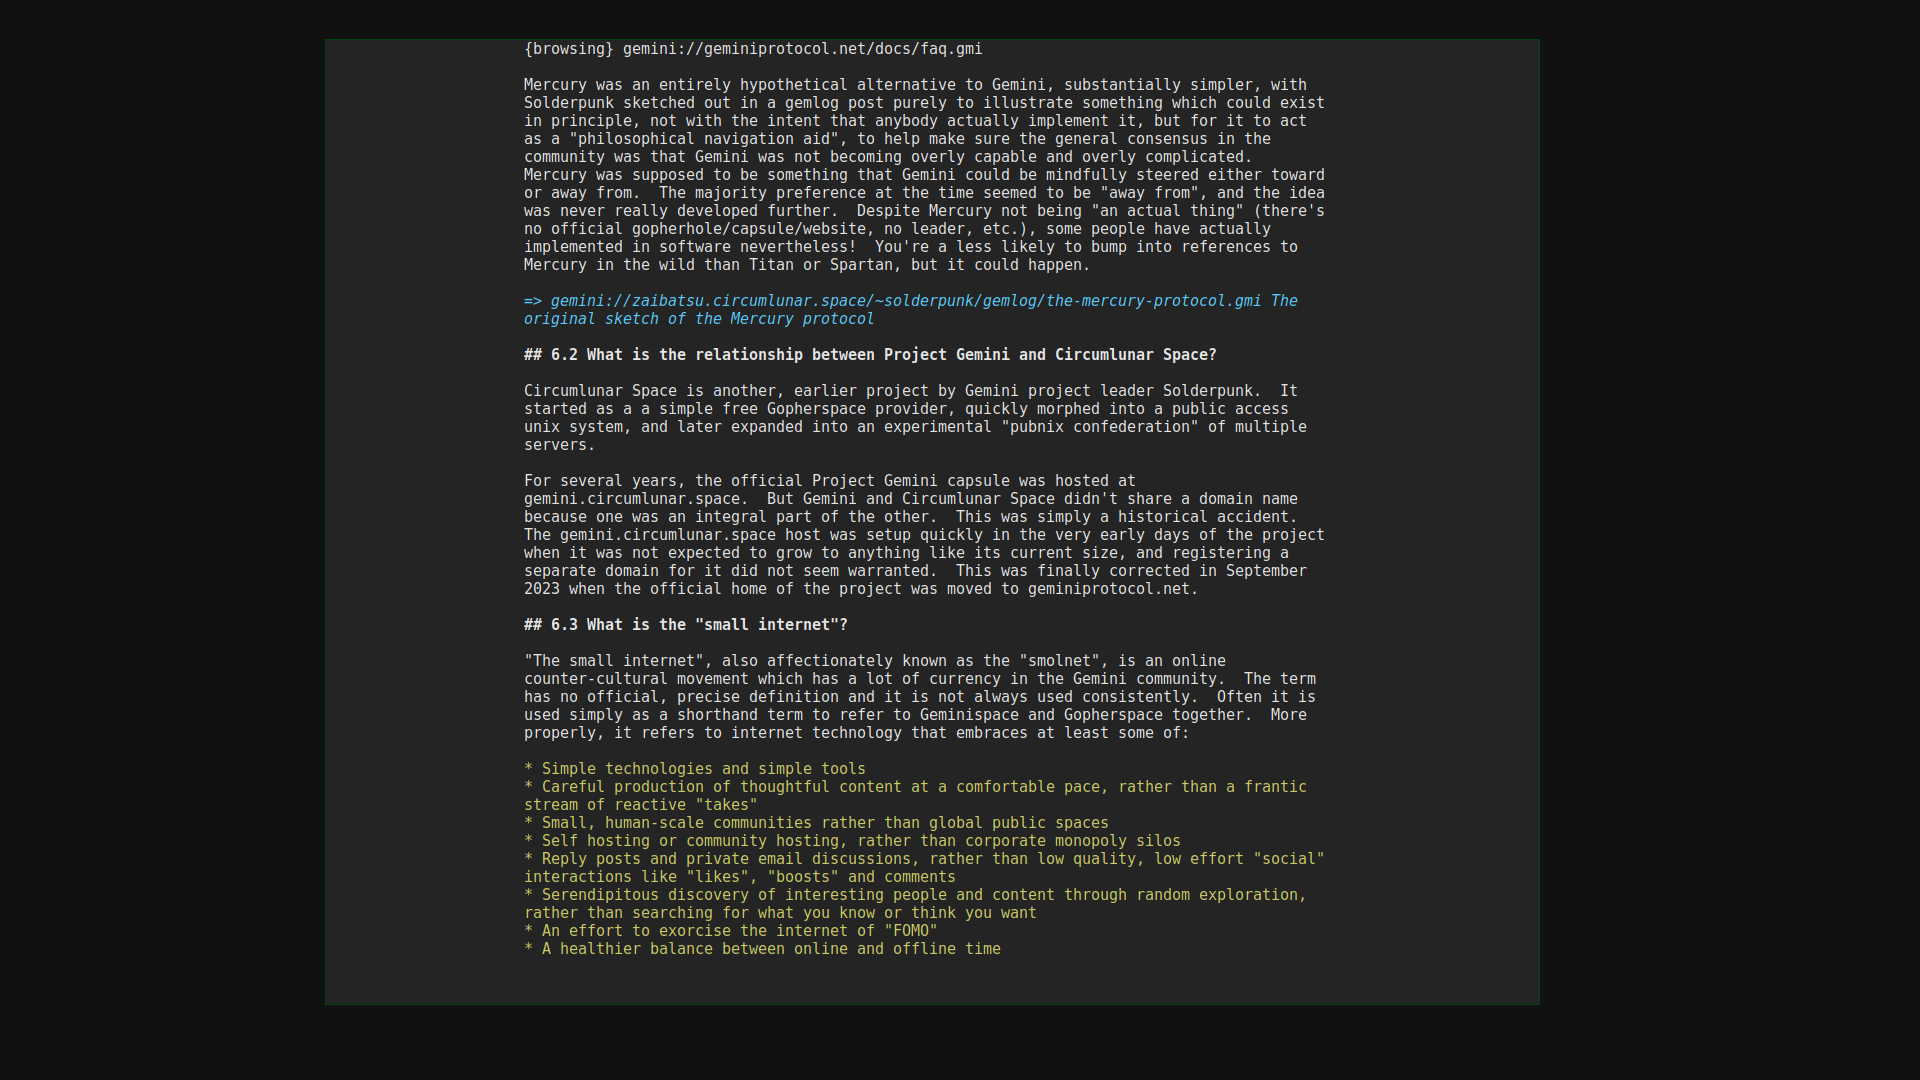 {browsing} gemini://geminiprotocol.net/docs/faq.gmi
Mercury was an entirely hypothetical alternative to Gemini, substantially simpler, with
Solderpunk sketched out in a gemlog post purely to illustrate something which could exist
in principle, not with the intent that anybody actually implement it, but for it to act
as a "philosophical navigation aid", to help make sure the general consensus in the
community was that Gemini was not becoming overly capable and overly complicated.
Mercury was supposed to be something that Gemini could be mindfully steered either toward
or away from.  The majority preference at the time seemed to be "away from", and the idea
was never really developed further.  Despite Mercury not being "an actual thing" (there's
no official gopherhole/capsule/website, no leader, etc.), some people have actually
implemented in software nevertheless!  You're a less likely to bump into references to
Mercury in the wild than Titan or Spartan, but it could happen.
=> gemini://zaibatsu.circumlunar.space/~solderpunk/gemlog/the-mercury-protocol.gmi The
original sketch of the Mercury protocol
## 6.2 What is the relationship between Project Gemini and Circumlunar Space?
Circumlunar Space is another, earlier project by Gemini project leader Solderpunk.  It
started as a a simple free Gopherspace provider, quickly morphed into a public access
unix system, and later expanded into an experimental "pubnix confederation" of multiple
servers.
For several years, the official Project Gemini capsule was hosted at
gemini.circumlunar.space.  But Gemini and Circumlunar Space didn't share a domain name
because one was an integral part of the other.  This was simply a historical accident.
The gemini.circumlunar.space host was setup quickly in the very early days of the project
when it was not expected to grow to anything like its current size, and registering a
separate domain for it did not seem warranted.  This was finally corrected in September
2023 when the official home of the project was moved to geminiprotocol.net.
## 6.3 What is the "small internet"?
"The small internet", also affectionately known as the "smolnet", is an online
counter-cultural movement which has a lot of currency in the Gemini community.  The term
has no official, precise definition and it is not always used consistently.  Often it is
used simply as a shorthand term to refer to Geminispace and Gopherspace together.  More
properly, it refers to internet technology that embraces at least some of:
* Simple technologies and simple tools
* Careful production of thoughtful content at a comfortable pace, rather than a frantic
stream of reactive "takes"
* Small, human-scale communities rather than global public spaces
* Self hosting or community hosting, rather than corporate monopoly silos
* Reply posts and private email discussions, rather than low quality, low effort "social"
interactions like "likes", "boosts" and comments
* Serendipitous discovery of interesting people and content through random exploration,
rather than searching for what you know or think you want
* An effort to exorcise the internet of "FOMO"
* A healthier balance between online and offline time